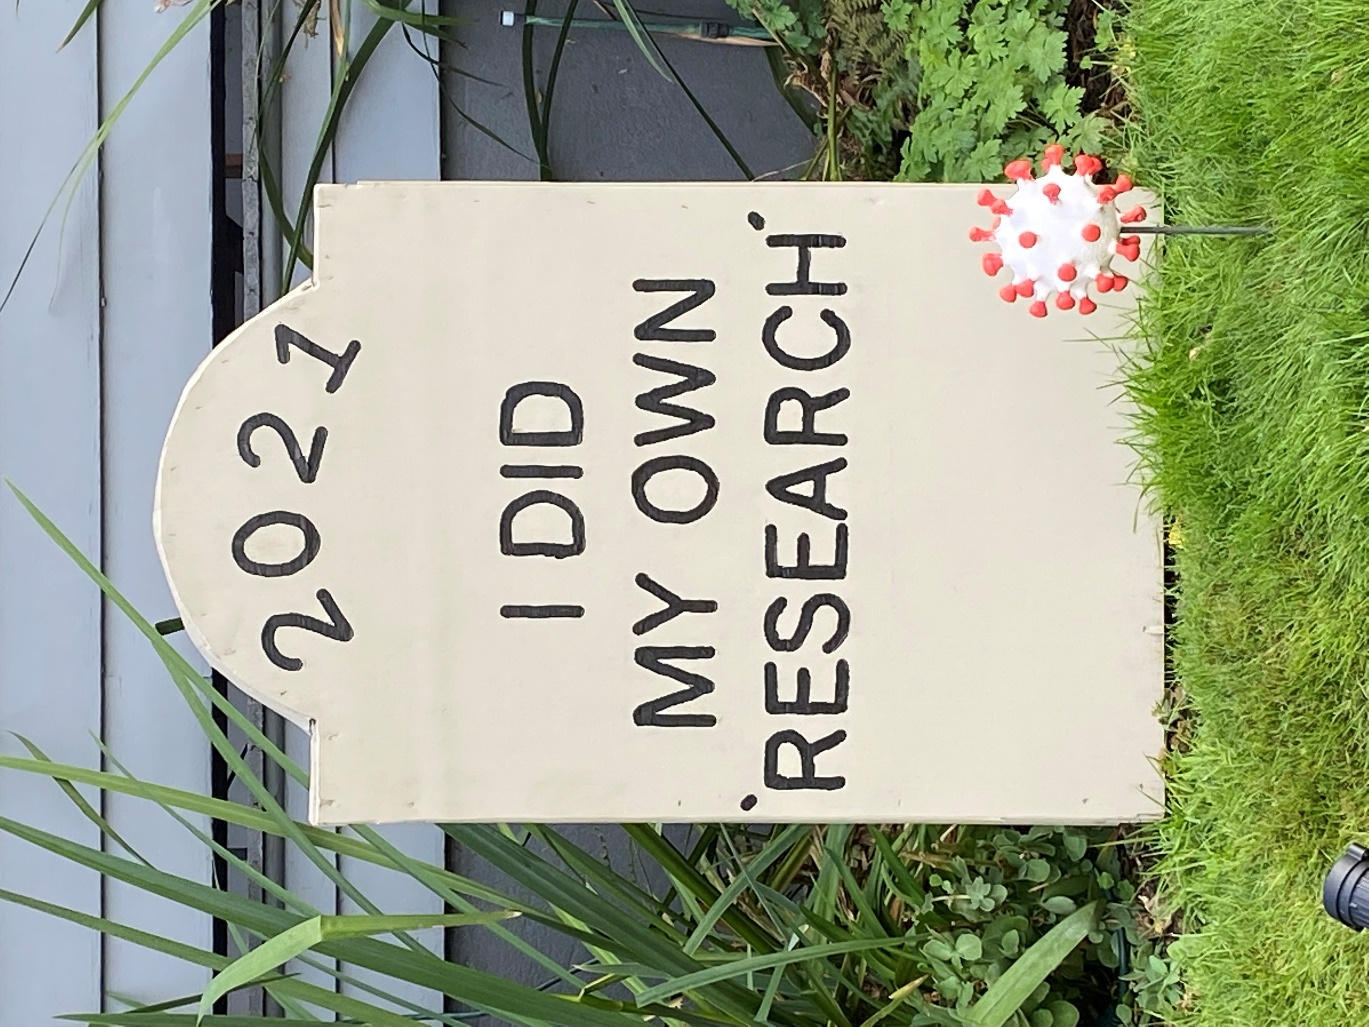 2021
I DID
MY OWN
'RESEARCH'